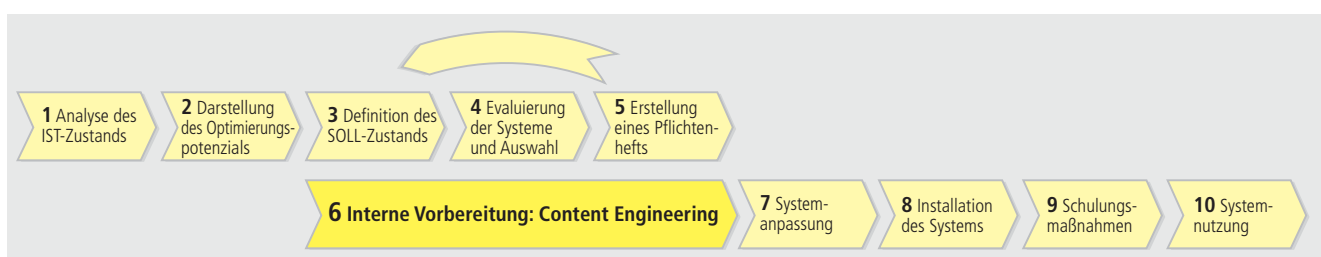 1 Analyse des
IST-Zustands
2 Darstellung
des Optimierungs-
potenzials
3 Definition des
SOLL-Zustands
4 Evaluierung
der Systeme
und Auswahl
5 Erstellung
eines Pflichten-
hefts
6 Interne Vorbereitung: Content Engineering
7 System-
anpassung
8 Installation
des Systems
9 Schulungs-
maßnahmen
10 System-
nutzung